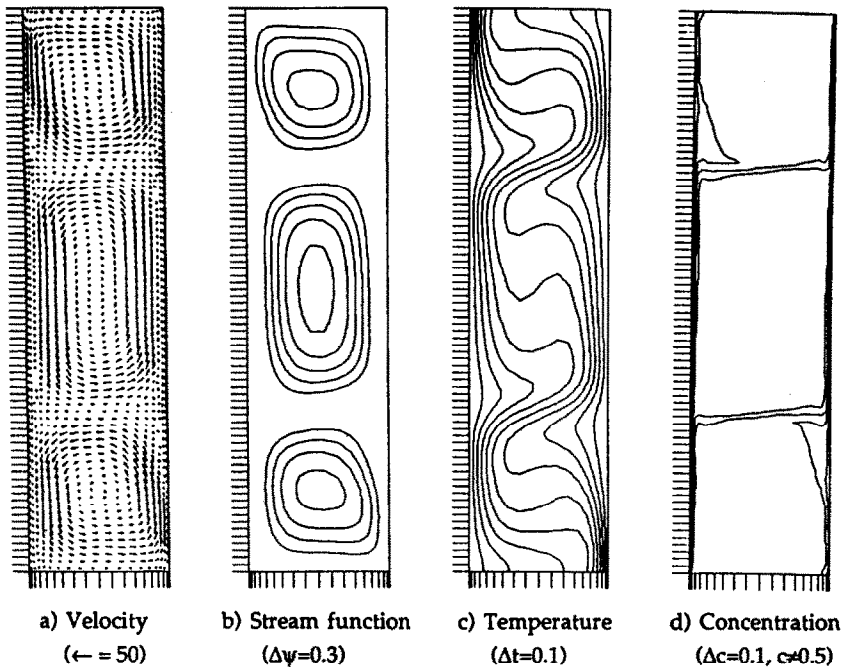 a) Velocity
(← = 50)
b) Stream function
(Δψ=0.3)
c) Temperature
(Δt=0.1)
d) Concentration
(Δc=0.1, c≠0.5)